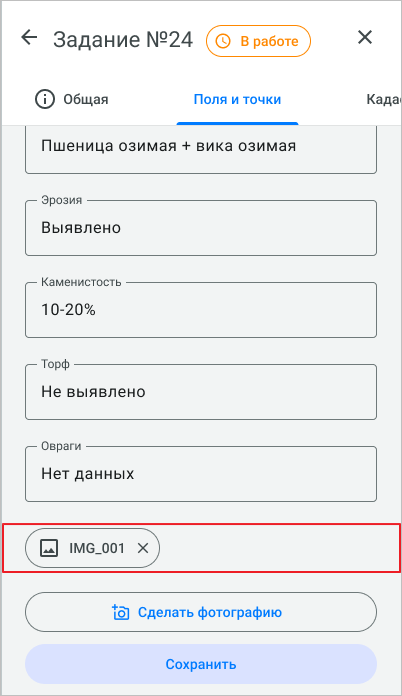 Задание №24
В работе
Общая
Поля и точки
Када
Пшеница озимая + вика озимая
Эрозия
Выявлено
Каменистость
10-20%
Торф
Не выявлено
Овраги
Нет данных
IMG_001
Сделать фотографию
Сохранить